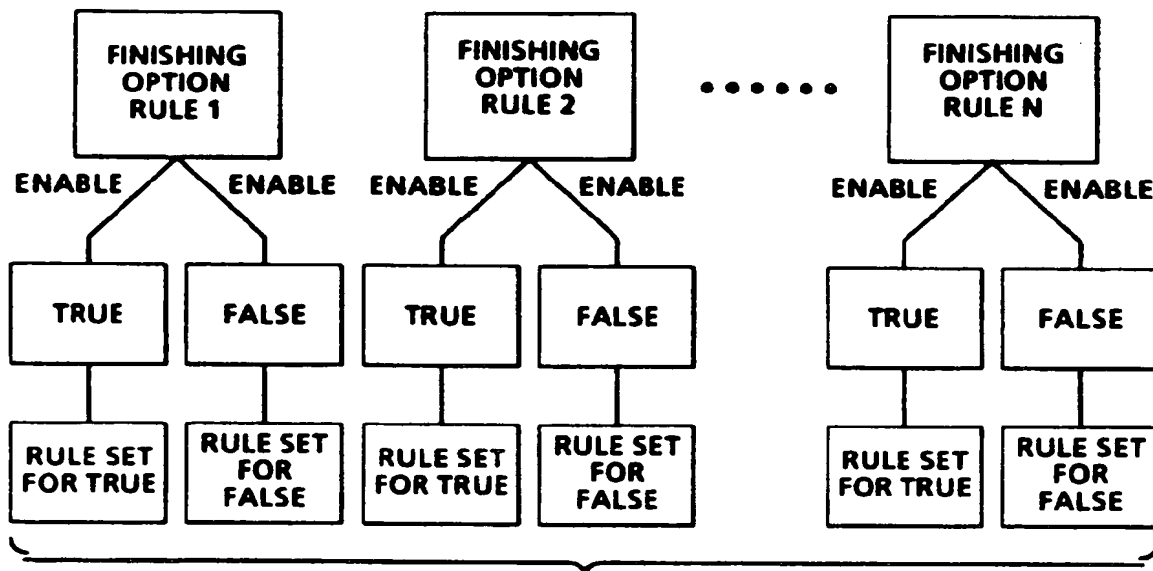 FINISHING
OPTION
RULE 1
FINISHING
OPTION
RULE 2
FINISHING
OPTION
RULE N
ENABLE
ENABLE
ENABLE
ENABLE
ENABLE
ENABLE
TRUE
FALSE
TRUE
FALSE
TRUE
FALSE
RULE SET
FOR TRUE
RULE SET
FOR
FALSE
RULE SET
FOR TRUE
RULE SET
FOR
FALSE
RULE SET
FOR TRUE
RULE SET
FOR
FALSE